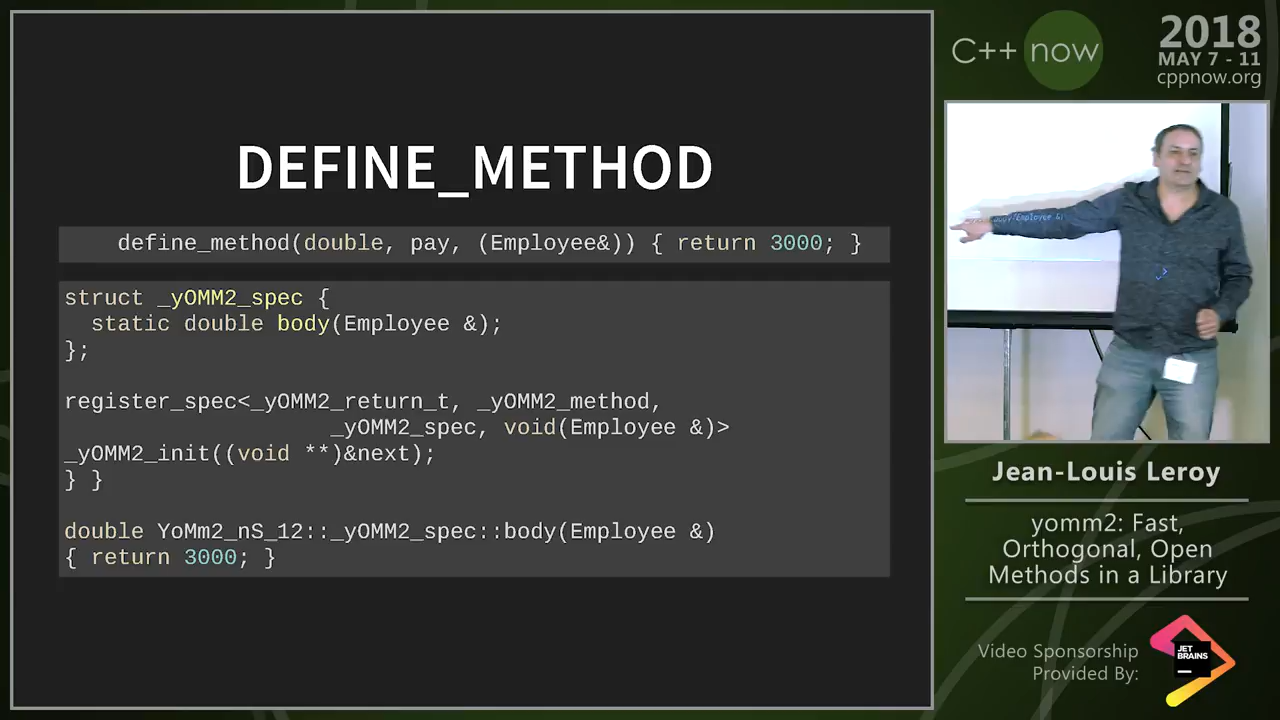 DEFINE_METHOD
define_method(double, pay, (Employee&)) { return 3000; }
struct _yOMM2_spec {
static double body(Employee &);
};
register_spec<_yOMM2_return_t, _yOMM2_method,
_yOMM2_spec, void(Employee &)>
_yOMM2_init((void **)&next);
} }
double YoMm2_nS_12::_yOMM2_spec::body(Employee &)
{ return 3000; }
C++ now
2018
MAY 7 - 11
cppnow.org
body(Employee &)
Jean-Louis Leroy
yomm2: Fast,
Orthogonal, Open
Methods in a Library
Video Sponsorship
Provided By:
JET
BRAINS